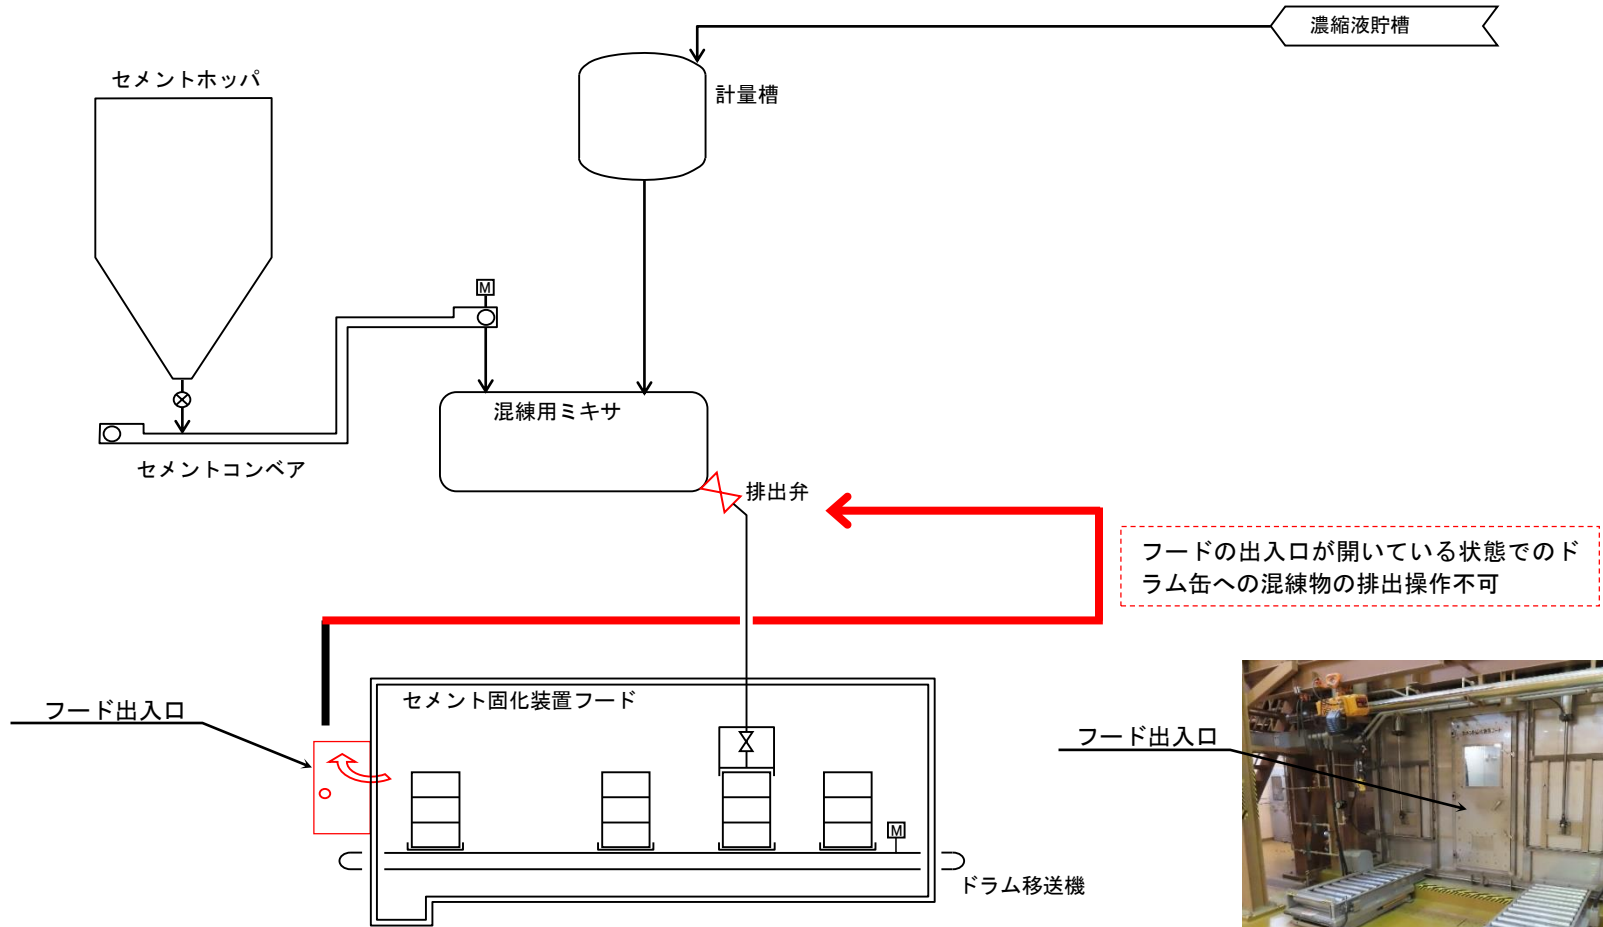 濃縮液貯槽
セメントホッパ
計量槽
M
混練用ミキサ
セメントコンベア
排出弁
フードの出入口が開いている状態でのド
ラム缶への混練物の排出操作不可
セメント固化装置フード
フード出入口
フード出入口
M
ドラム移送機